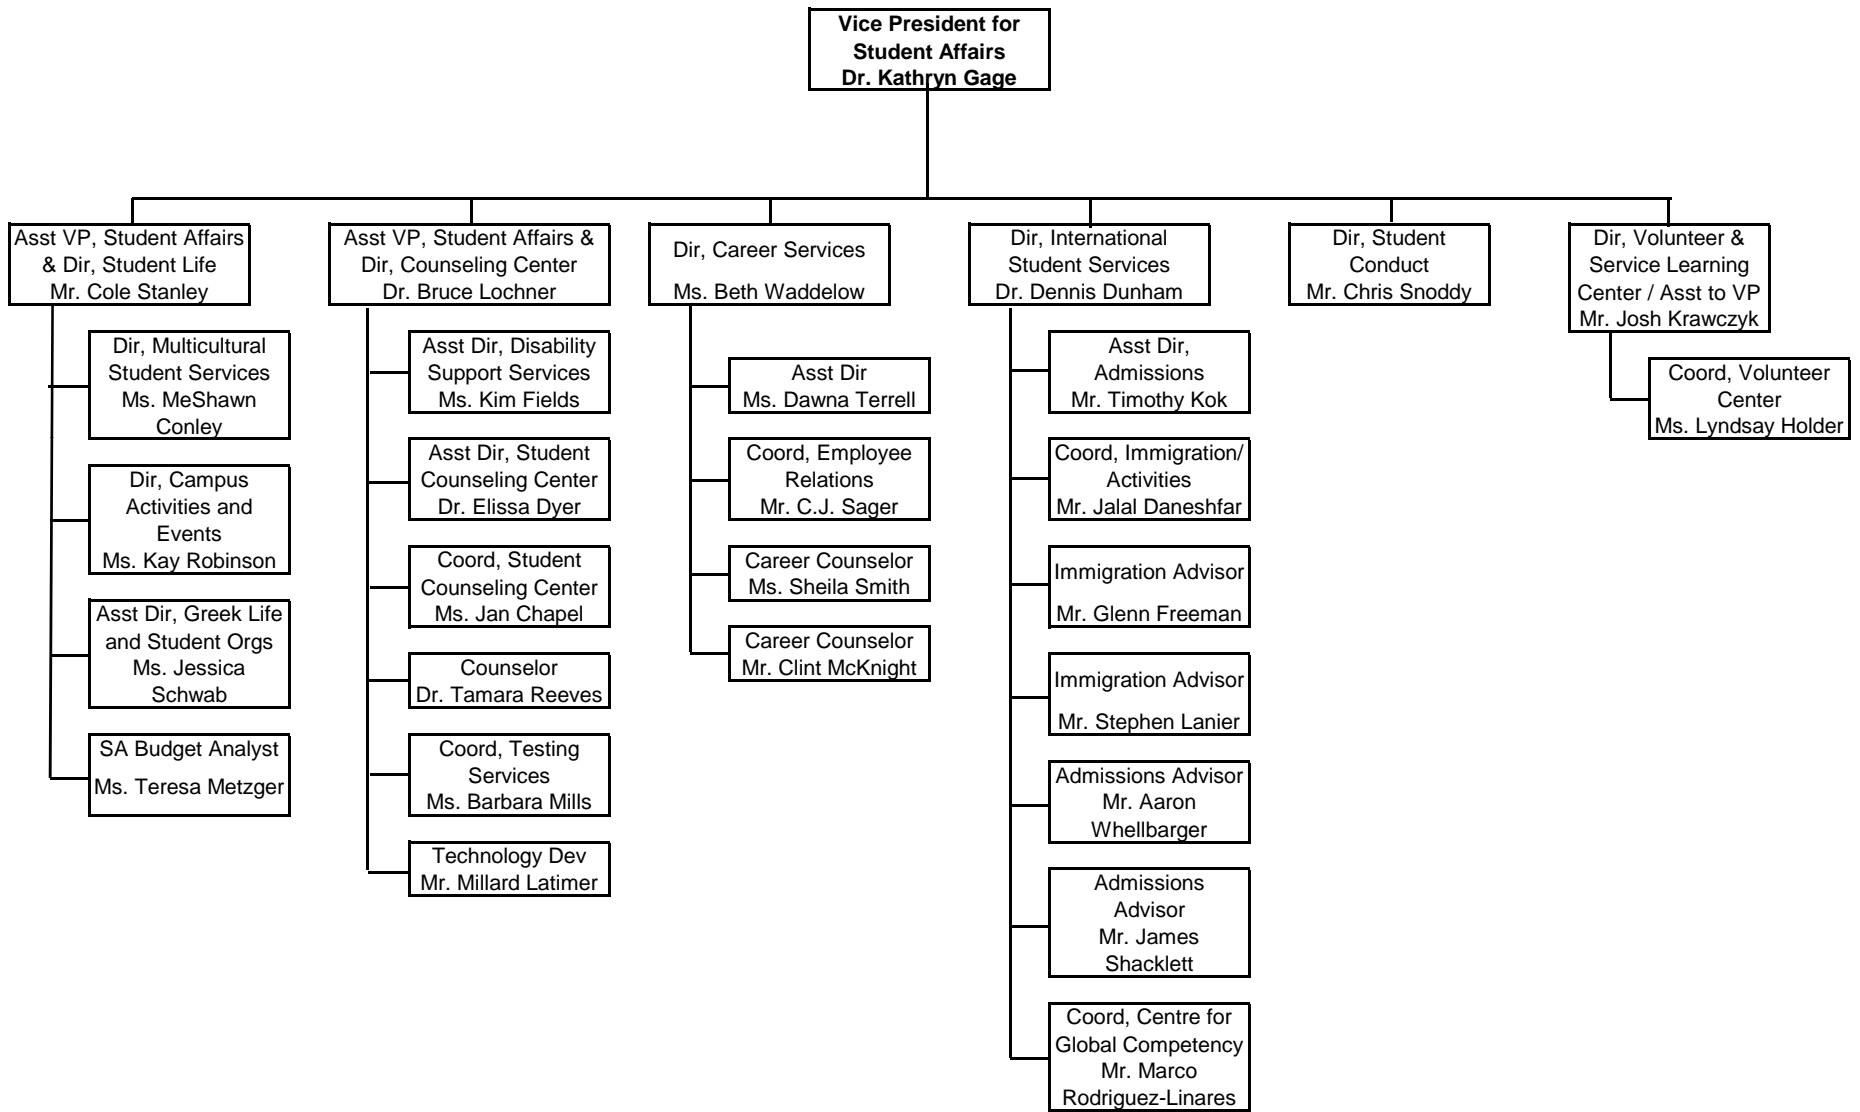 Vice President for
Student Affairs
Dr. Kathryn Gage
Asst VP, Student Affairs
& Dir, Student Life
Mr. Cole Stanley
Dir, Multicultural
Student Services
Ms. MeShawn
Conley
Dir, Campus
Activities and
Events
Ms. Kay Robinson
Asst Dir, Greek Life
and Student Orgs
Ms. Jessica
Schwab
SA Budget Analyst
Ms. Teresa Metzger
Asst VP, Student Affairs &
Dir, Counseling Center
Dr. Bruce Lochner
Asst Dir, Disability
Support Services
Ms. Kim Fields
Asst Dir, Student
Counseling Center
Dr. Elissa Dyer
Coord, Student
Counseling Center
Ms. Jan Chapel
Counselor
Dr. Tamara Reeves
Coord, Testing
Services
Ms. Barbara Mills
Technology Dev
Mr. Millard Latimer
Dir, Career Services
Ms. Beth Waddelow
Asst Dir
Ms. Dawna Terrell
Coord, Employee
Relations
Mr. C.J. Sager
Career Counselor
Ms. Sheila Smith
Career Counselor
Mr. Clint McKnight
Dir, International
Student Services
Dr. Dennis Dunham
Asst Dir,
Admissions
Mr. Timothy Kok
Coord, Immigration/
Activities
Mr. Jalal Daneshfar
Immigration Advisor
Mr. Glenn Freeman
Immigration Advisor
Mr. Stephen Lanier
Admissions Advisor
Mr. Aaron
Whellbarger
Admissions
Advisor
Mr. James
Shacklett
Coord, Centre for
Global Competency
Mr. Marco
Rodriguez-Linares
Dir, Student
Conduct
Mr. Chris Snoddy
Dir, Volunteer &
Service Learning
Center / Asst to VP
Mr. Josh Krawczyk
Coord, Volunteer
Center
Ms. Lyndsay Holder